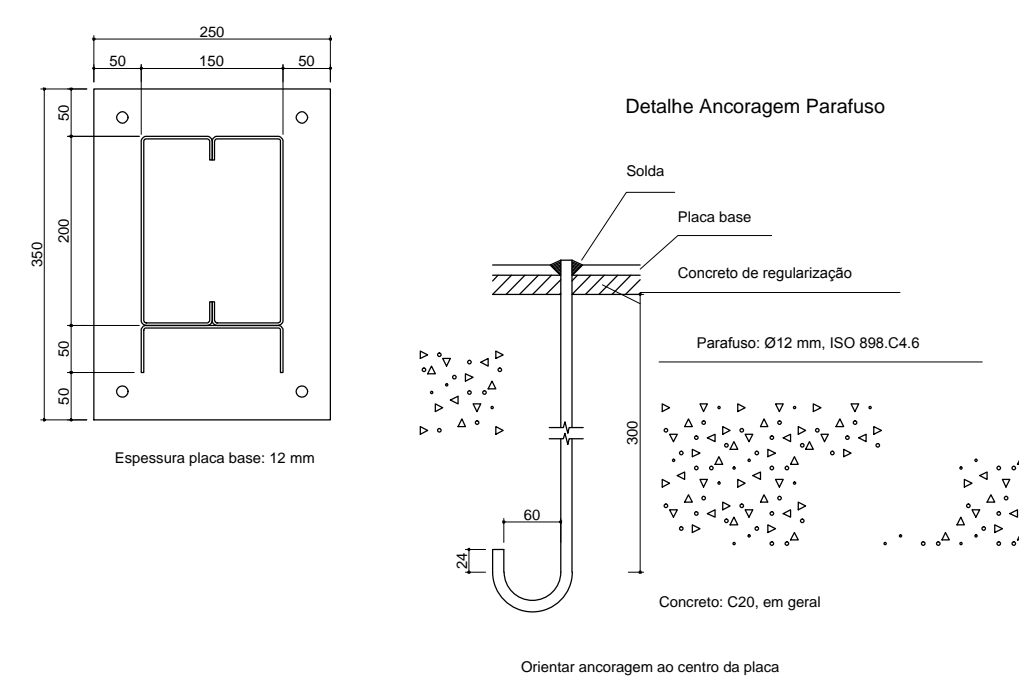 250
50
150
50
50
200
350
50
50
Espessura placa base: 12 mm
Detalhe Ancoragem Parafuso
Solda
Placa base
Concreto de regularização
Parafuso: Ø12 mm, ISO 898.C4.6
300
60
24
Concreto: C20, em geral
Orientar ancoragem ao centro da placa